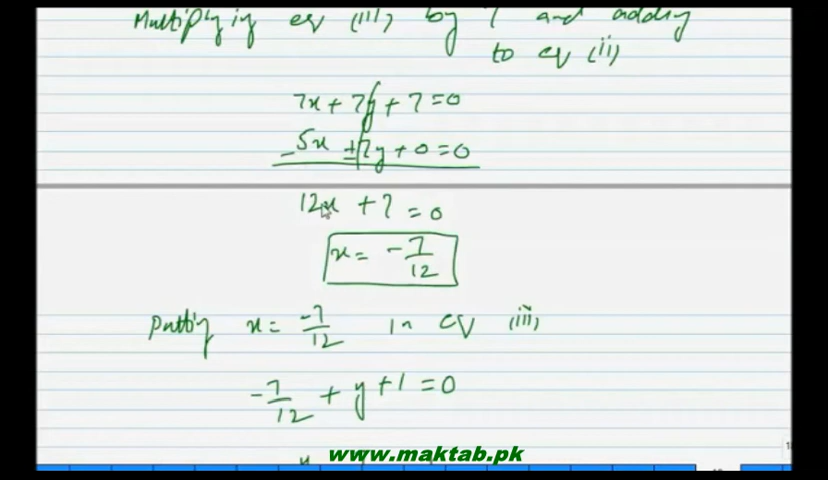 Multiplying eq (iii) by 7 and adding
to eq (ii)
7x + 7y + 7 = 0
-5x ± 7y + 0 = 0
12x + 7 = 0
x = -7/12
Putting x = -7/12 in eq (iii)
-7/12 + y + 1 = 0
www.maktab.pk